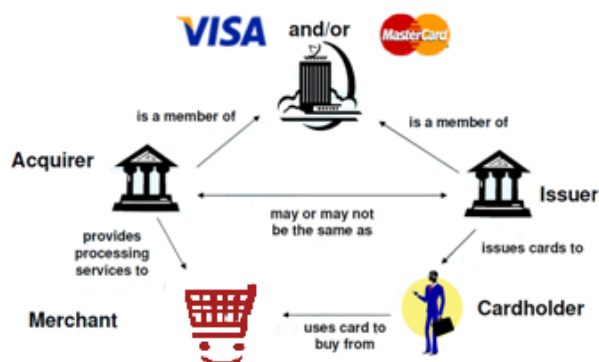 VISA and/or MasterCard
is a member of
is a member of
Acquirer
Issuer
may or may not
be the same as
provides
processing
services to
issues cards to
Merchant
Cardholder
uses card to
buy from